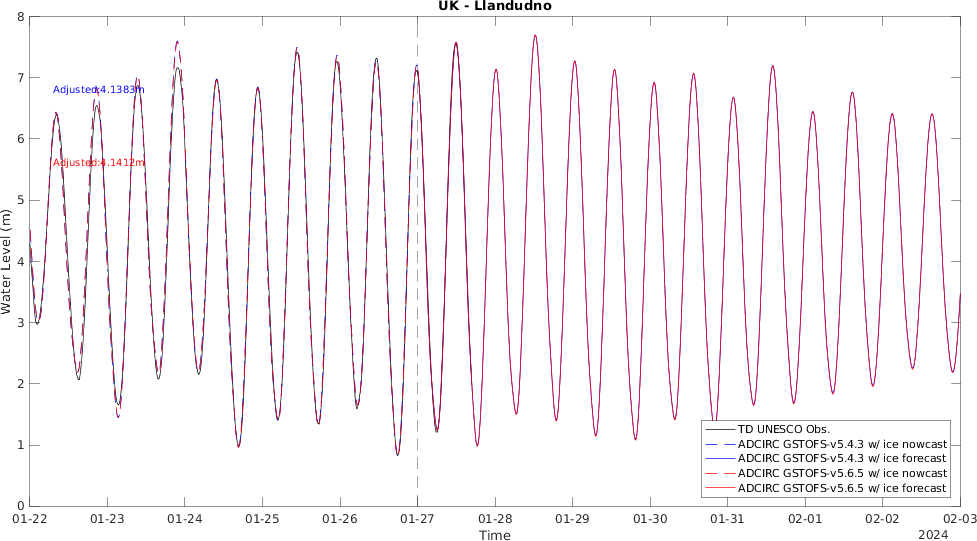 UK - Llandudno
8
7
6
5
4
3
2
1
0
Water Level (m)
Adjusted:4.1383m
Adjusted:4.1412m
TD UNESCO Obs.
ADCIRC GSTOFS-v5.4.3 w/ ice nowcast
ADCIRC GSTOFS-v5.4.3 w/ ice forecast
ADCIRC GSTOFS-v5.6.5 w/ ice nowcast
ADCIRC GSTOFS-v5.6.5 w/ ice forecast
01-22 01-23 01-24 01-25 01-26 01-27 01-28 01-29 01-30 01-31 02-01 02-02 02-03
Time
2024